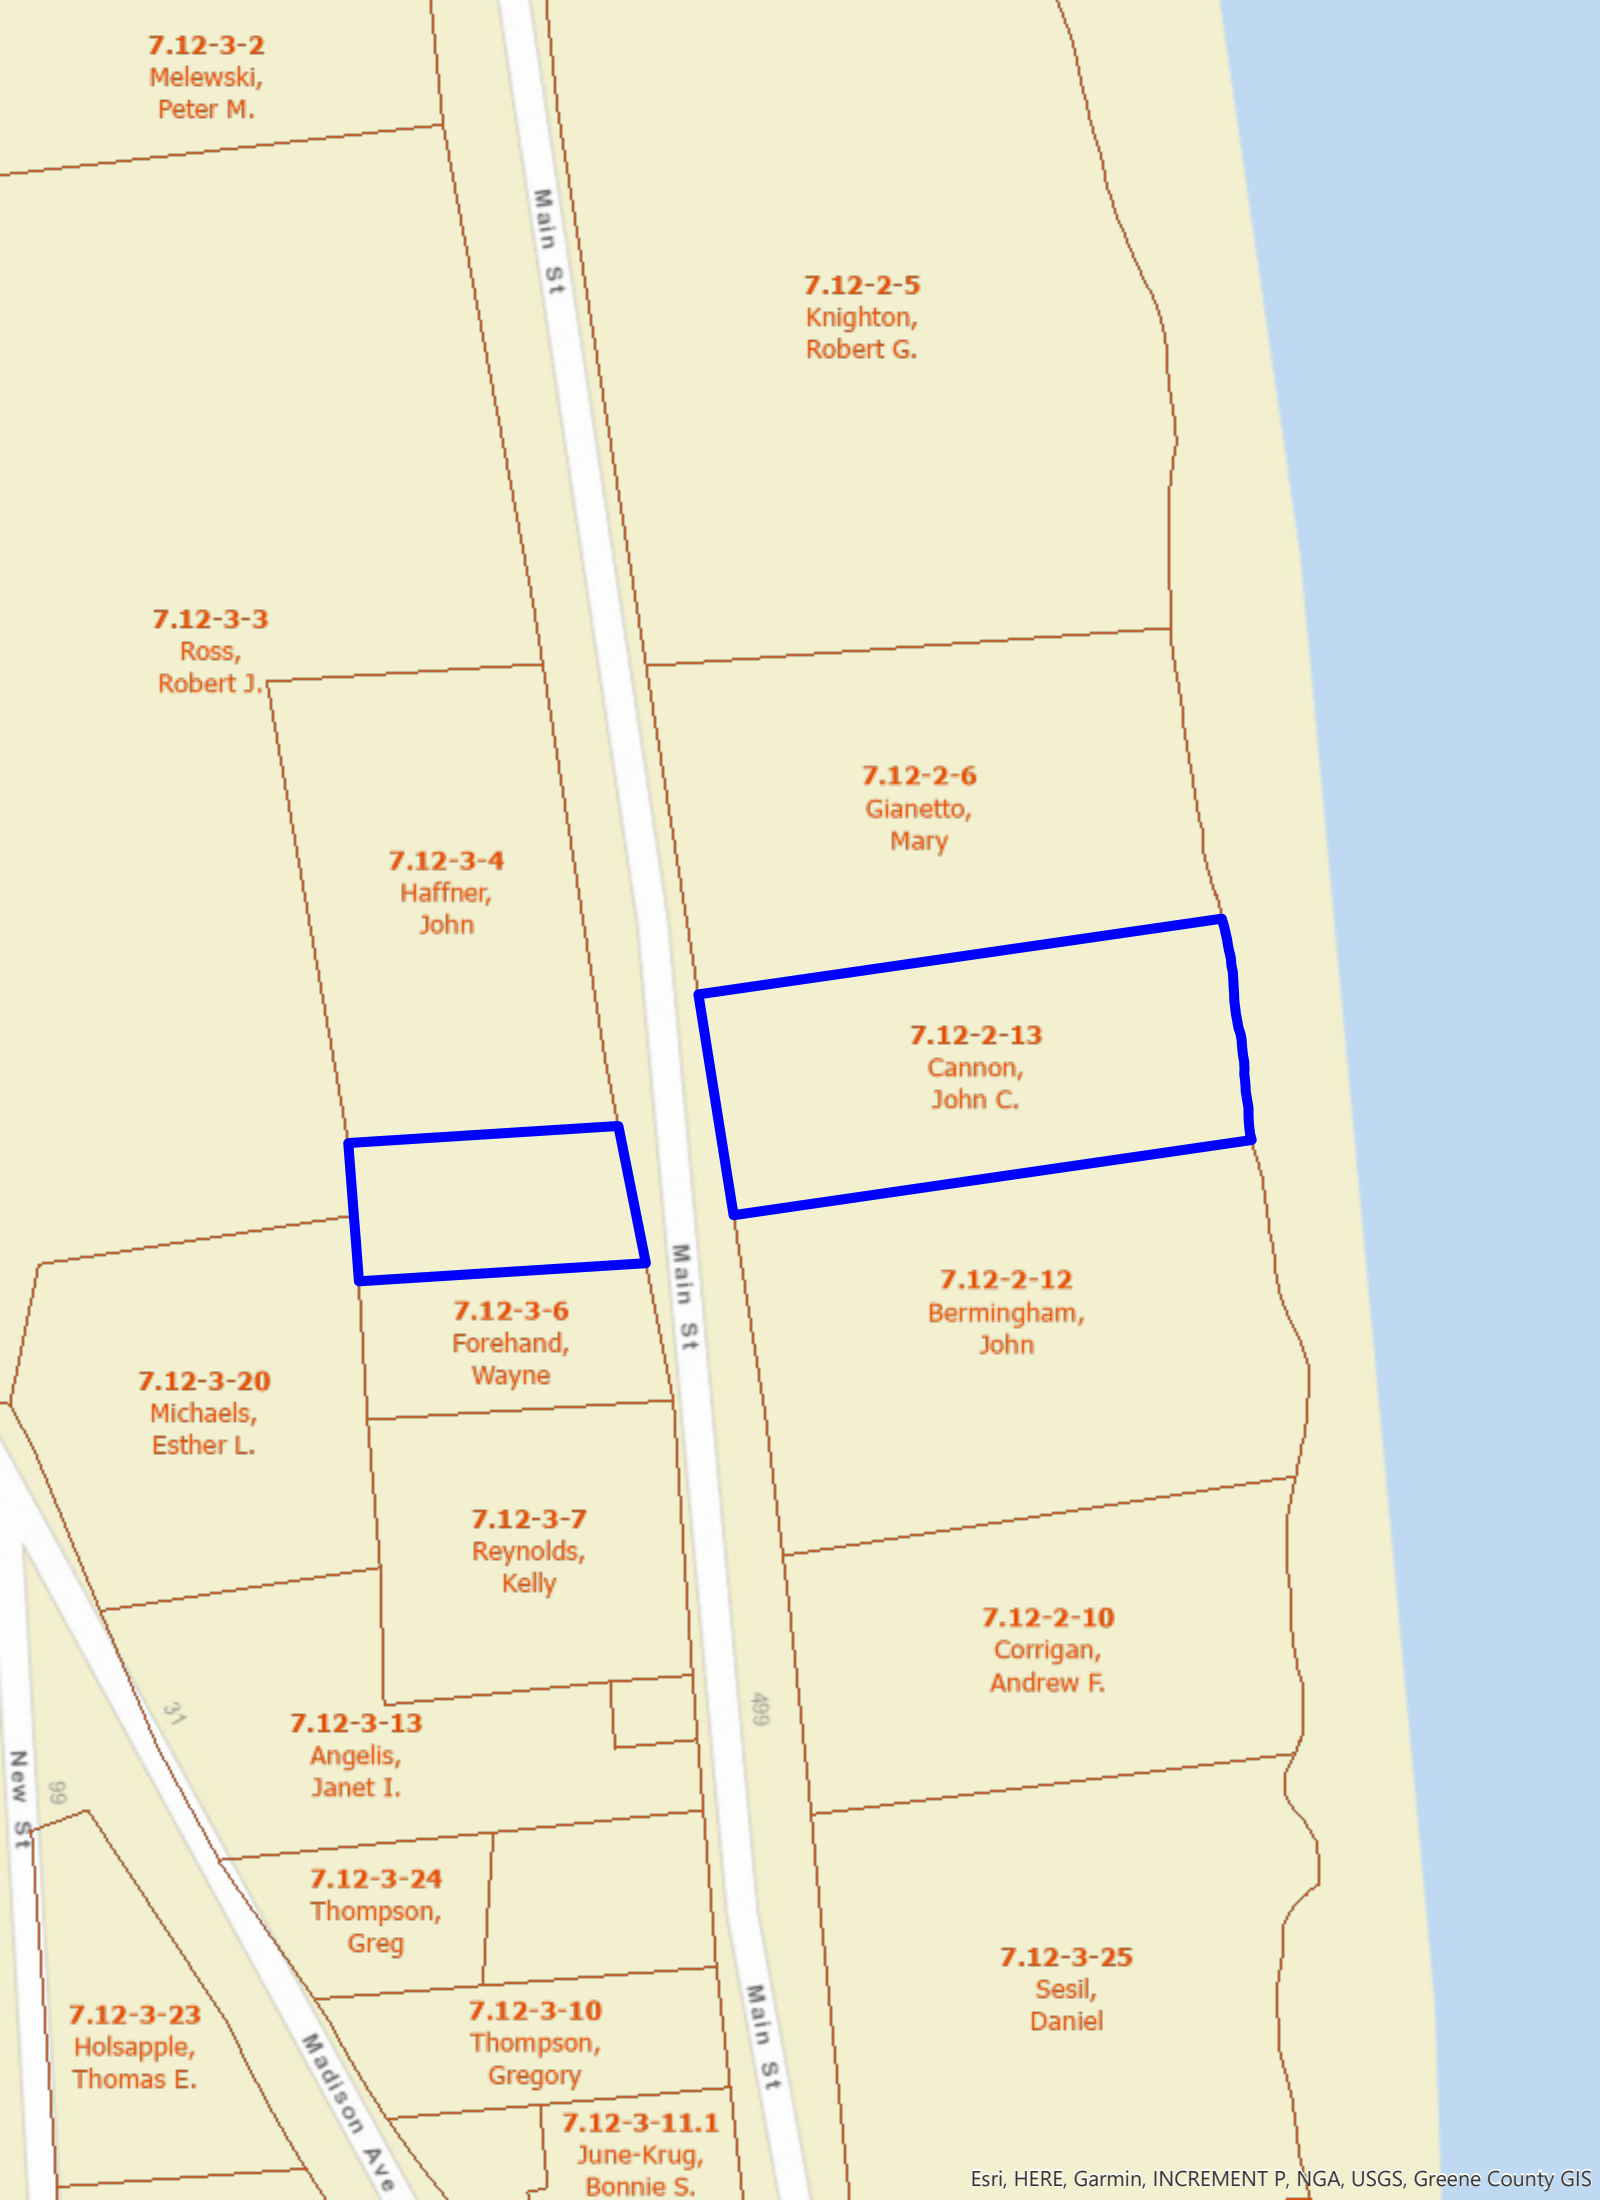 7.12-3-2
Melewski,
Peter M.
Main St
7.12-2-5
Knighton,
Robert G.
7.12-3-3
Ross,
Robert J.
7.12-2-6
Gianetto,
Mary
7.12-3-4
Haffner,
John
7.12-2-13
Cannon,
John C.
Main St
7.12-2-12
Bermingham,
John
7.12-3-6
Forehand,
Wayne
7.12-3-20
Michaels,
Esther L.
7.12-3-7
Reynolds,
Kelly
7.12-2-10
Corrigan,
Andrew F.
31
499
7.12-3-13
Angelis,
Janet I.
New St
99
7.12-3-24
Thompson,
Greg
7.12-3-25
Sesil,
Daniel
Main St
7.12-3-23
Holsapple,
Thomas E.
7.12-3-10
Thompson,
Gregory
Madison Ave
7.12-3-11.1
June-Krug,
Bonnie S.
Esri, HERE, Garmin, INCREMENT P, NGA, USGS, Greene County GIS